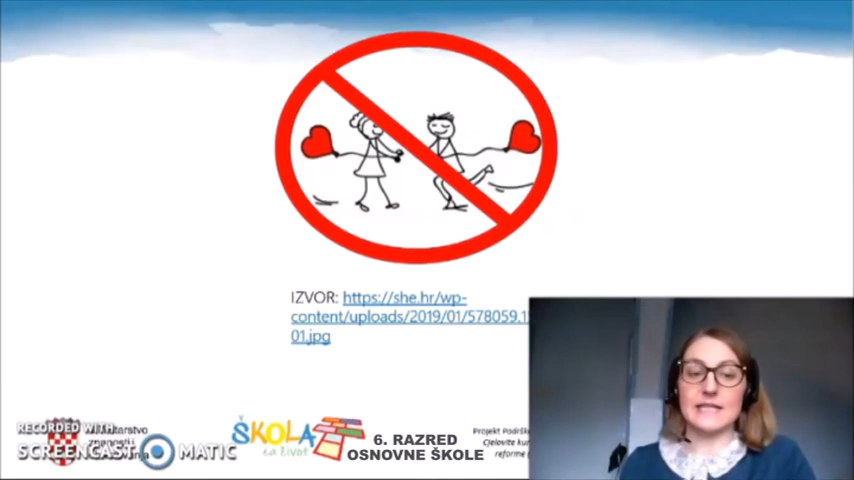 IZVOR: https://she.hr/wp-
content/uploads/2019/01/578059.1
01.jpg
RECORDED WITH
SCREENCAST MATIC
ŠKOLA
za život
6. RAZRED
OSNOVNE ŠKOLE
Projekt Podršk
Cjelovite ku
reforme